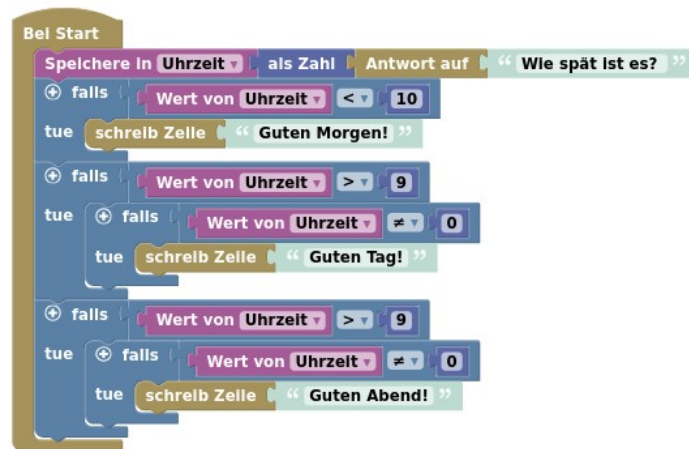 Bei Start
Speichere in Uhrzeit ▾ als Zahl Antwort auf “ Wie spät ist es? ”
falls Wert von Uhrzeit ▾ < ▾ 10
tue schreib Zeile “ Guten Morgen! ”
falls Wert von Uhrzeit ▾ > ▾ 9
tue falls Wert von Uhrzeit ▾ ≠ ▾ 0
tue schreib Zeile “ Guten Tag! ”
falls Wert von Uhrzeit ▾ > ▾ 9
tue falls Wert von Uhrzeit ▾ ≠ ▾ 0
tue schreib Zeile “ Guten Abend! ”